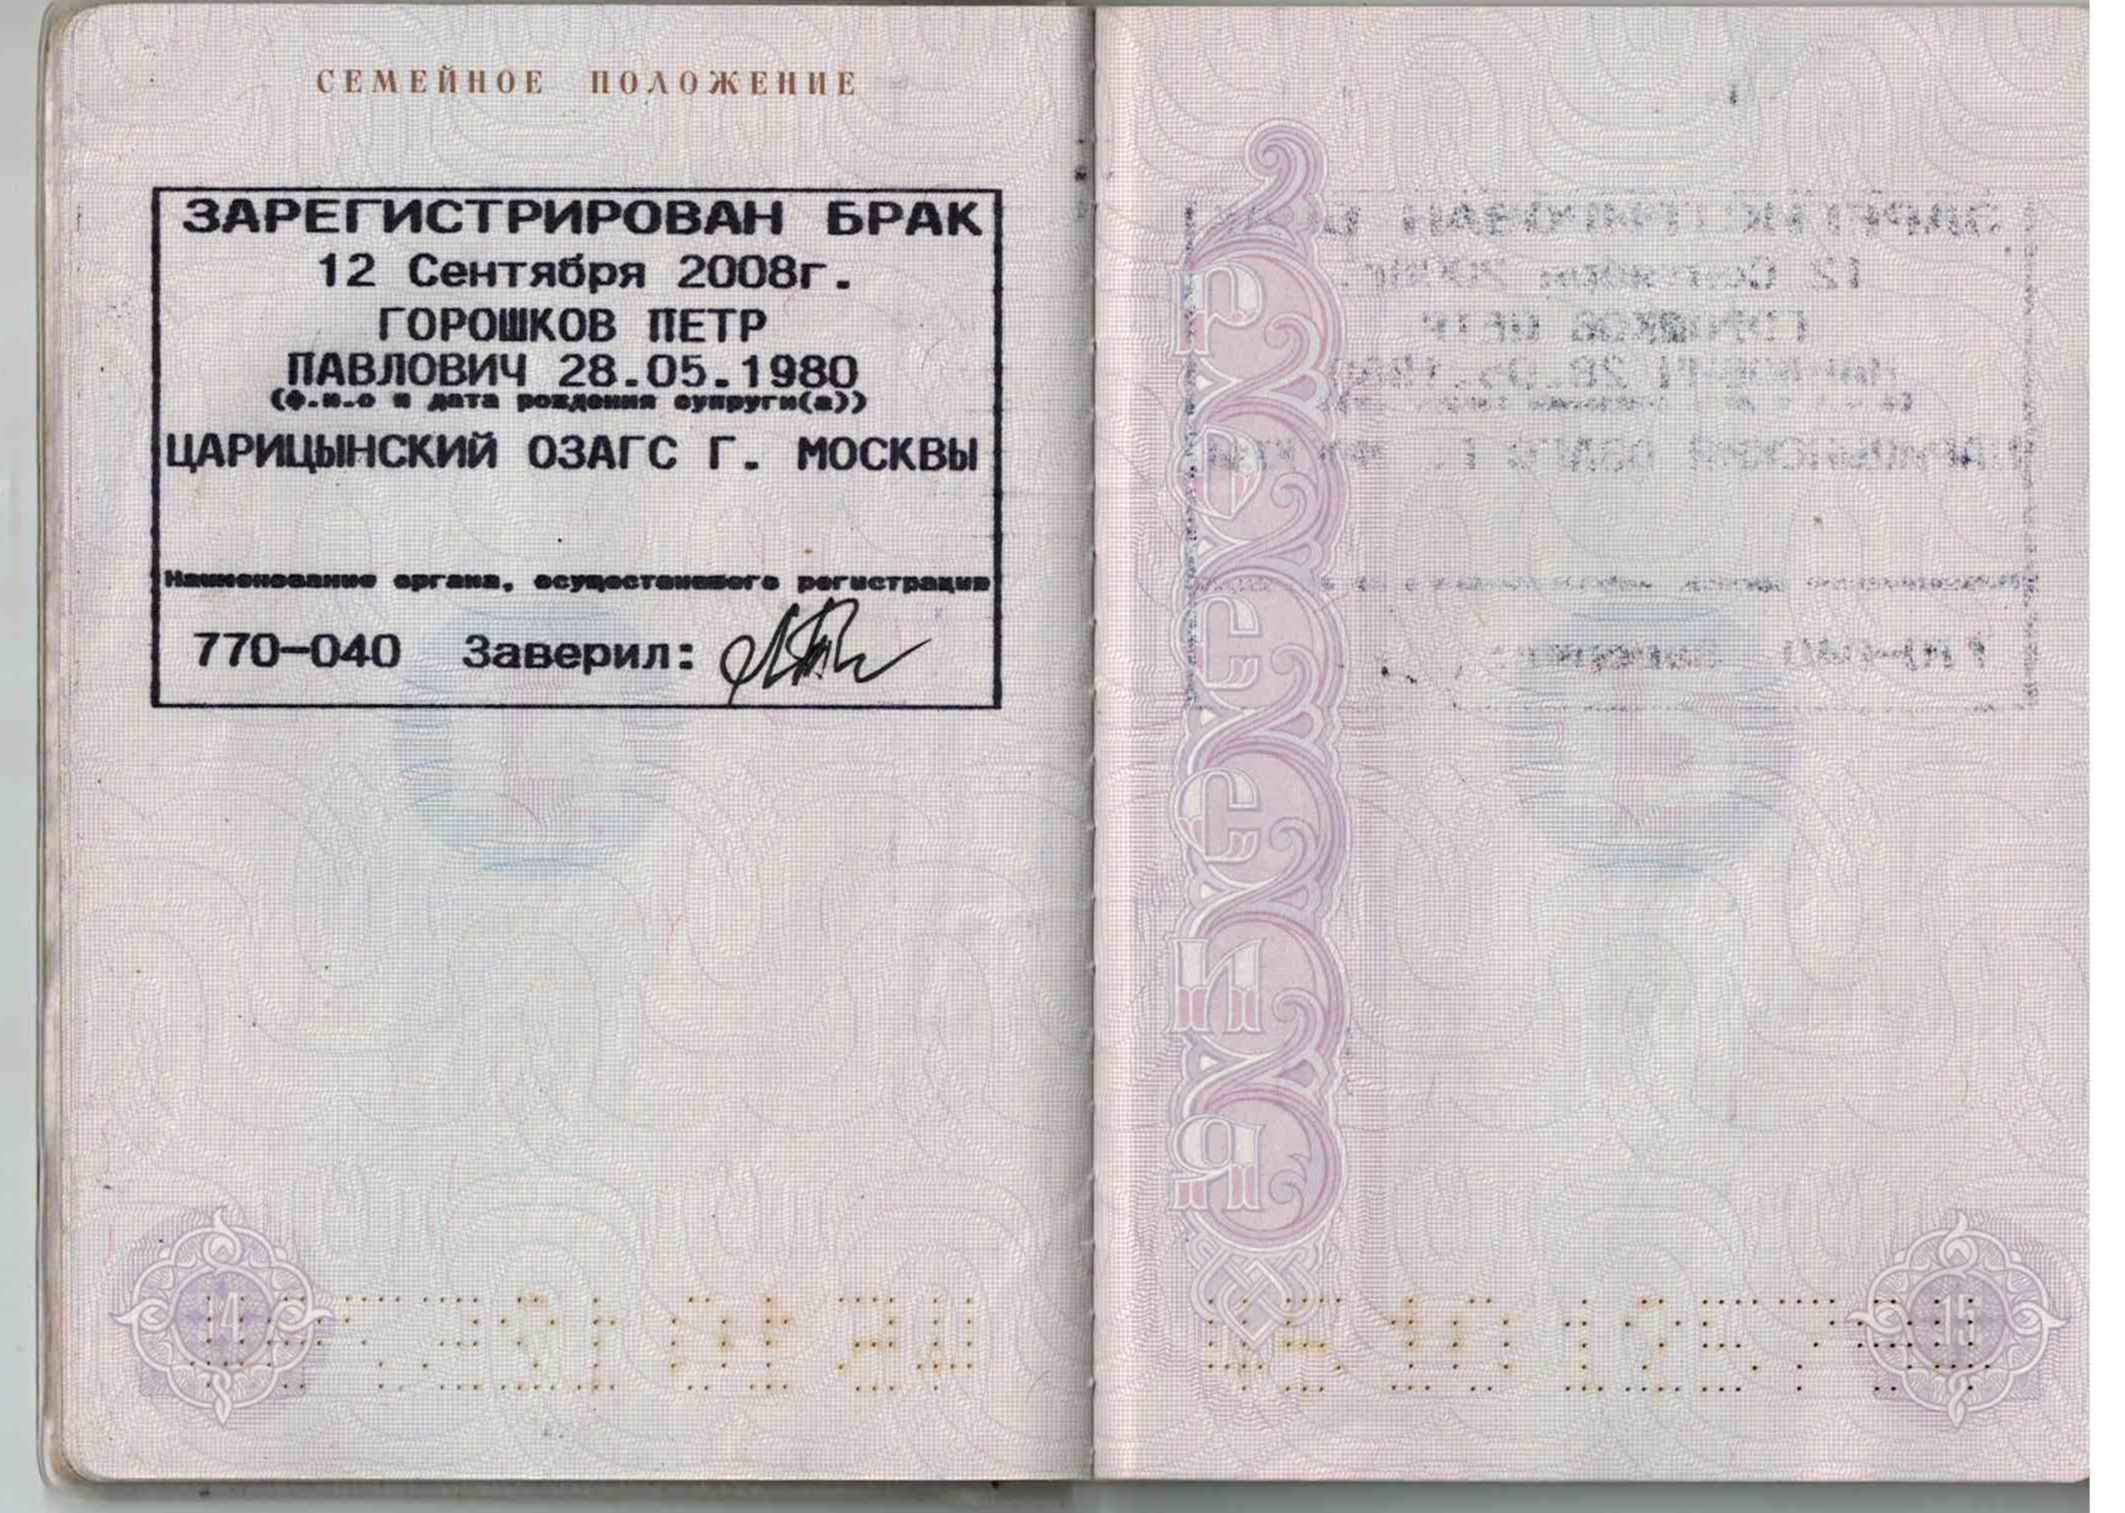 СЕМЕЙНОЕ ПОЛОЖЕНИЕ
ЗАРЕГИСТРИРОВАН БРАК
12 Сентября 2008г.
ГОРОШКОВ ПЕТР
ПАВЛОВИЧ 28.05.1980
(ф.и.о и дата рождения супруги(а))
ЦАРИЦЫНСКИЙ ОЗАГС Г. МОСКВЫ
Наименование органа, осуществившего регистрацию
770-040 Заверил:
14
РОССИЯ
15